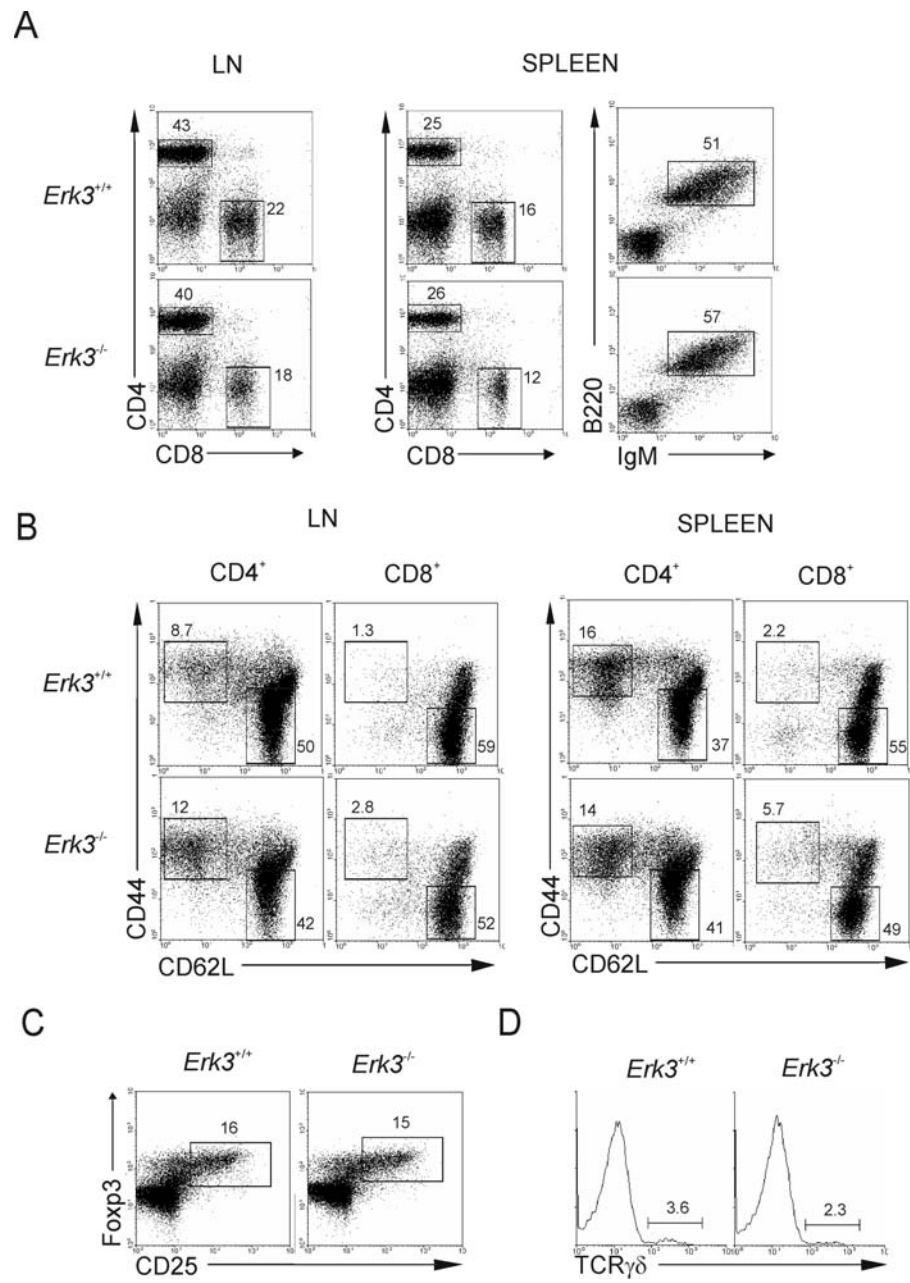 A
LN
SPLEEN
Erk3+/+
43
22
25
16
51
Erk3-/-
40
18
26
12
57
CD4
CD8
CD4
CD8
B220
IgM
B
LN
SPLEEN
CD4+
CD8+
CD4+
CD8+
Erk3+/+
8.7
50
1.3
59
16
37
2.2
55
Erk3-/-
12
42
2.8
52
14
41
5.7
49
CD44
CD62L
CD44
CD62L
C
D
Erk3+/+
Erk3-/-
Erk3+/+
Erk3-/-
16
15
3.6
2.3
Foxp3
CD25
TCRγδ